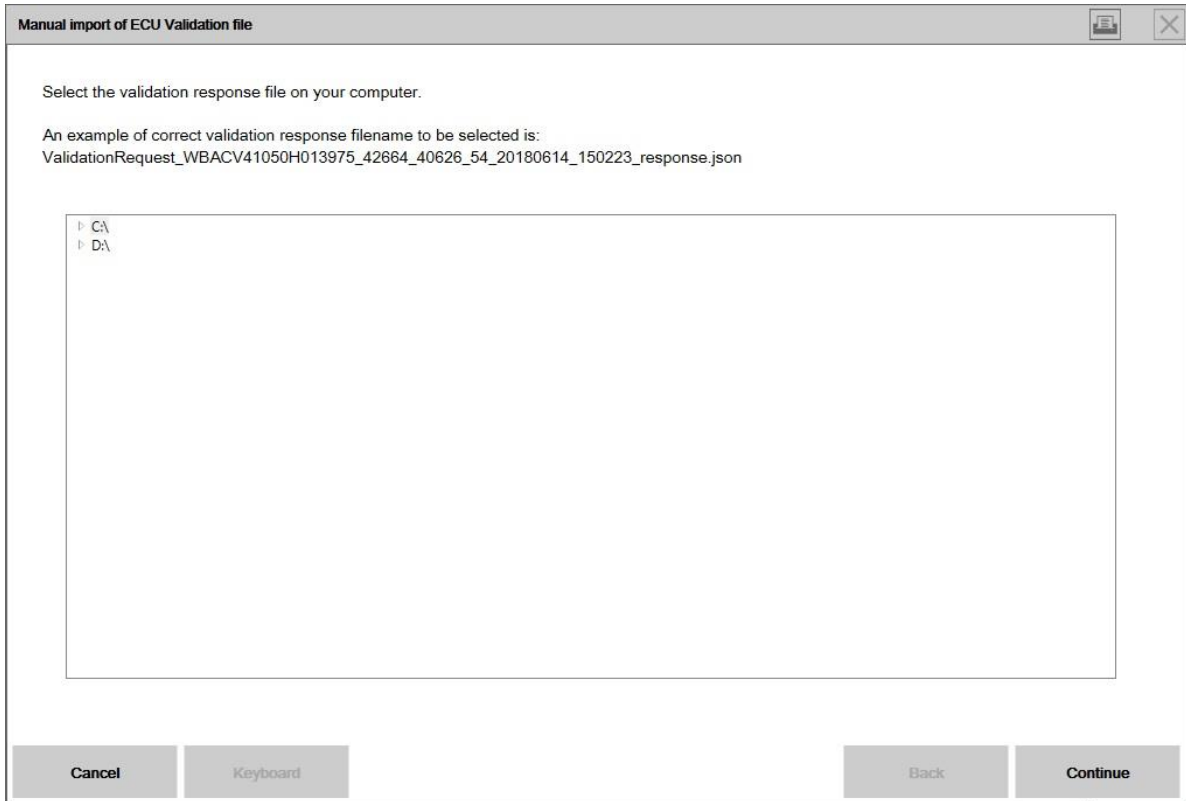 Manual import of ECU Validation file
Select the validation response file on your computer.
An example of correct validation response filename to be selected is:
ValidationRequest_WBACV41050H013975_42664_40626_54_20180614_150223_response.json
C:\
D:\
Cancel
Keyboard
Back
Continue